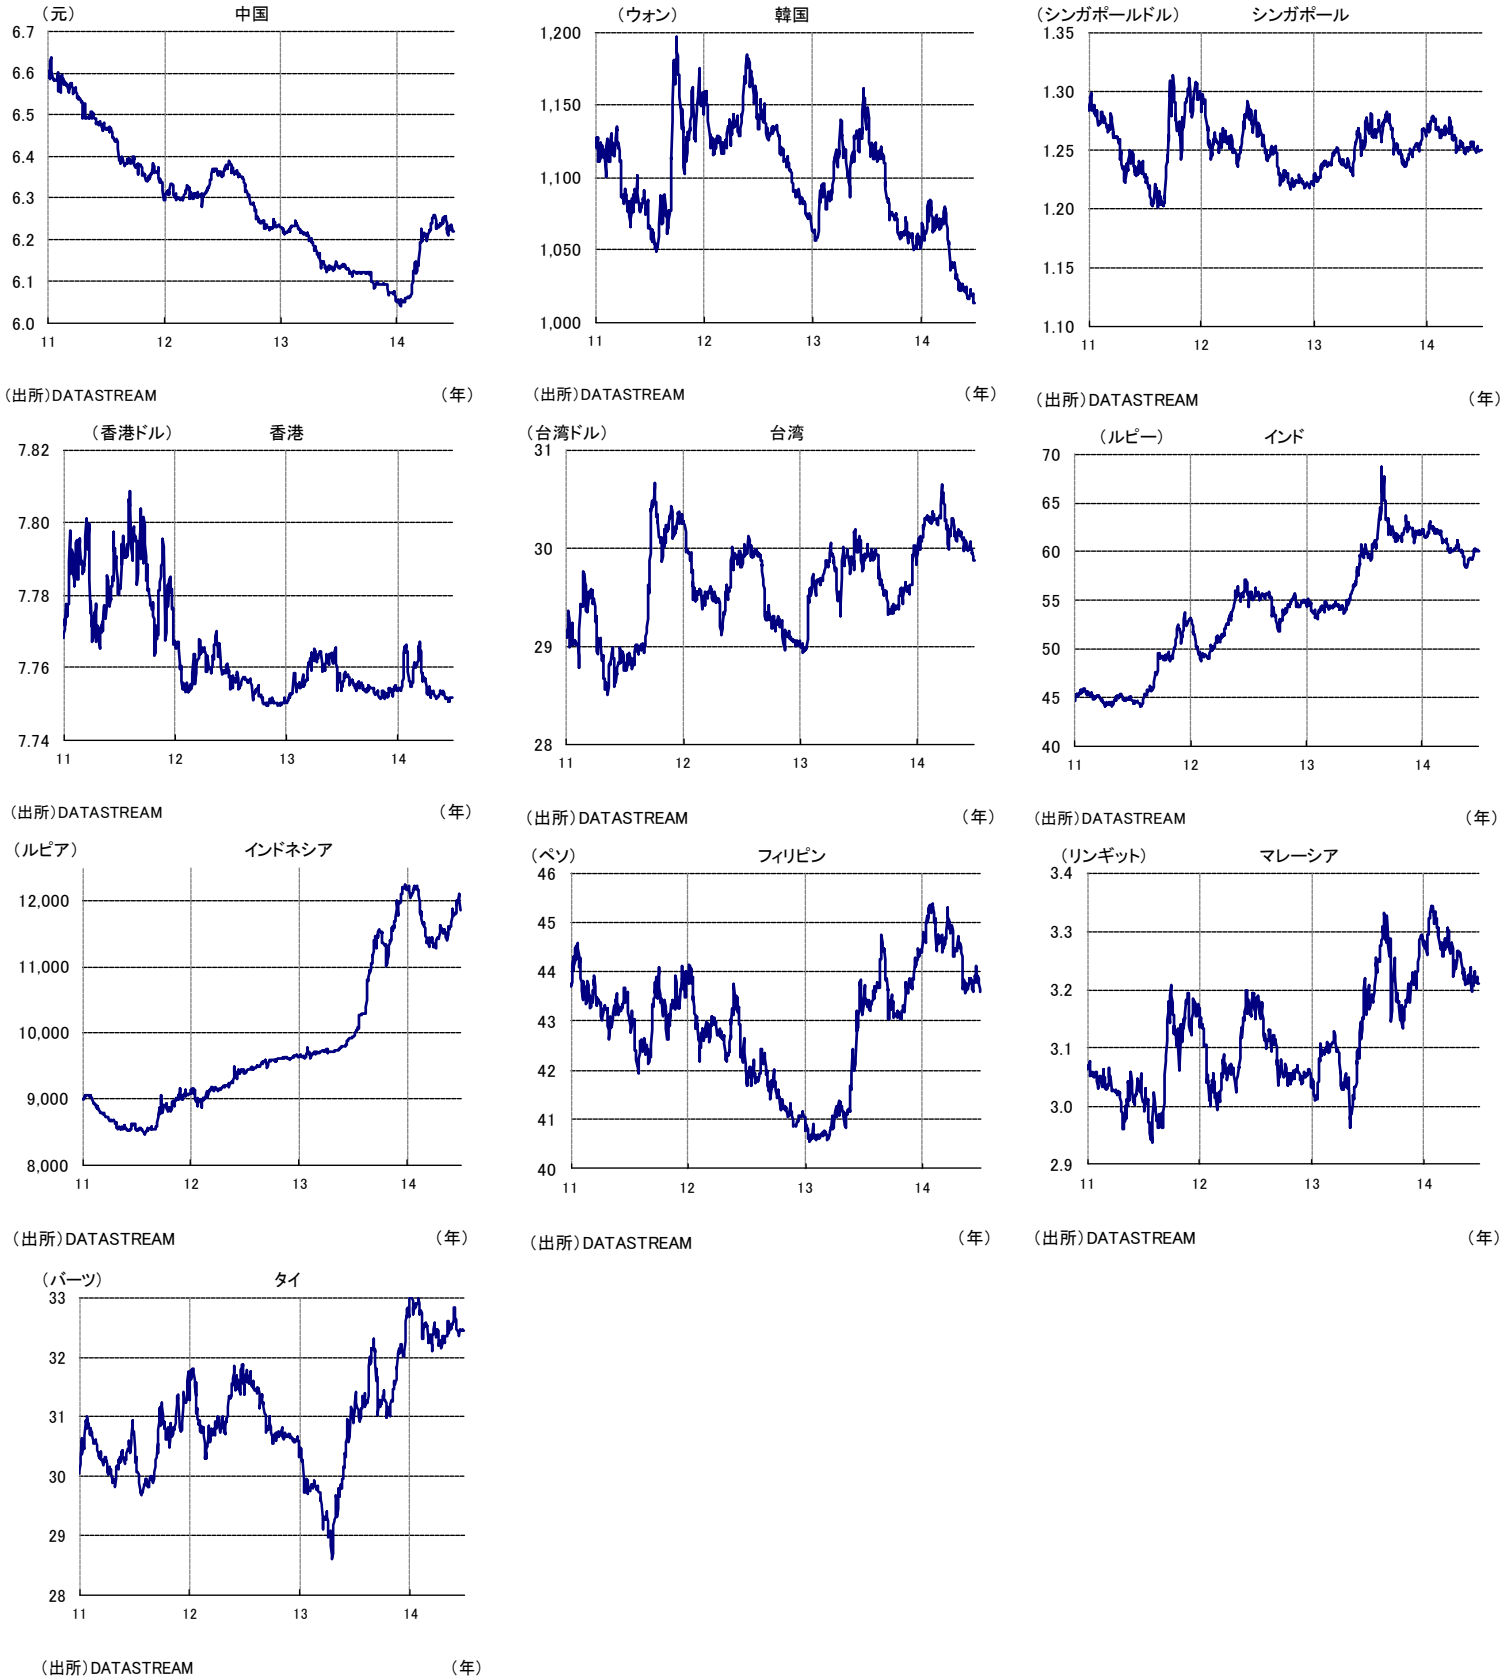 （元） 中国
6.7
6.6
6.5
6.4
6.3
6.2
6.1
6.0
11 12 13 14
（出所）DATASTREAM （年）
（ウォン） 韓国
1,200
1,150
1,100
1,050
1,000
11 12 13 14
（出所）DATASTREAM （年）
（シンガポールドル） シンガポール
1.35
1.30
1.25
1.20
1.15
1.10
11 12 13 14
（出所）DATASTREAM （年）
（香港ドル） 香港
7.82
7.80
7.78
7.76
7.74
11 12 13 14
（出所）DATASTREAM （年）
（台湾ドル） 台湾
31
30
29
28
11 12 13 14
（出所）DATASTREAM （年）
（ルピー） インド
70
65
60
55
50
45
40
11 12 13 14
（出所）DATASTREAM （年）
（ルピア） インドネシア
12,000
11,000
10,000
9,000
8,000
11 12 13 14
（出所）DATASTREAM （年）
（ペソ） フィリピン
46
45
44
43
42
41
40
11 12 13 14
（出所）DATASTREAM （年）
（リンギット） マレーシア
3.4
3.3
3.2
3.1
3.0
2.9
11 12 13 14
（出所）DATASTREAM （年）
（バーツ） タイ
33
32
31
30
29
28
11 12 13 14
（出所）DATASTREAM （年）